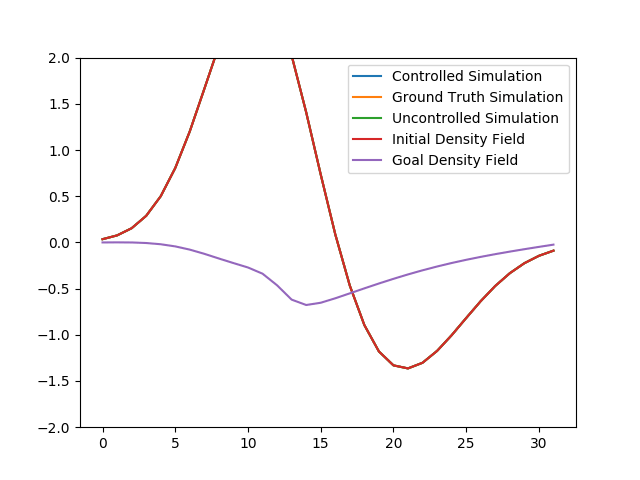 2.0
1.5
1.0
0.5
0.0
−0.5
−1.0
−1.5
−2.0
0 5 10 15 20 25 30
Controlled Simulation
Ground Truth Simulation
Uncontrolled Simulation
Initial Density Field
Goal Density Field